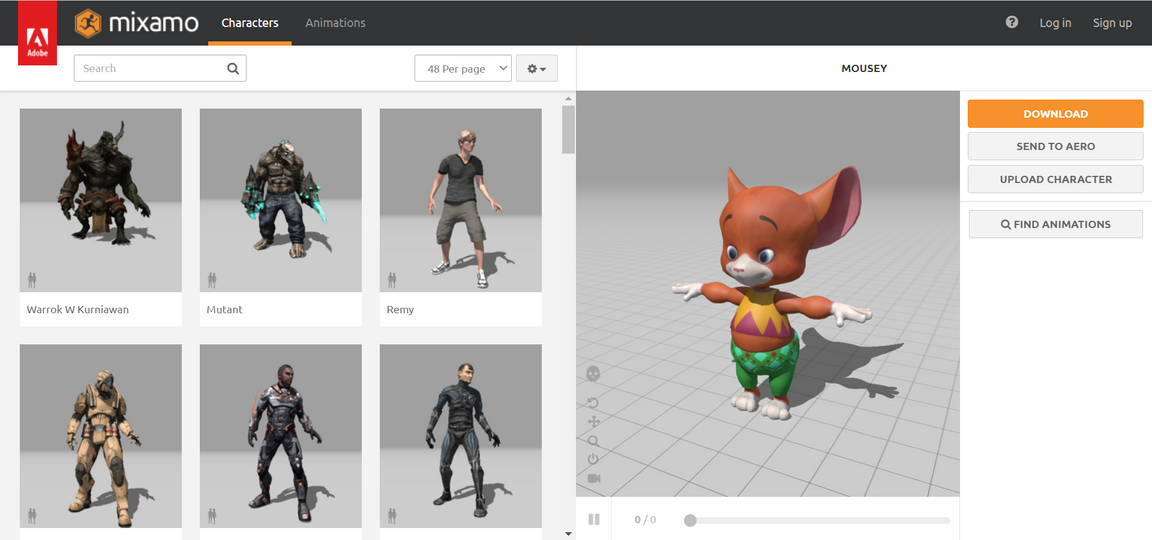 Adobe
mixamo
Characters
Animations
Log in
Sign up
Search
48 Per page
MOUSEY
DOWNLOAD
SEND TO AERO
UPLOAD CHARACTER
FIND ANIMATIONS
Warrok W Kurniawan
Mutant
Remy
0 / 0